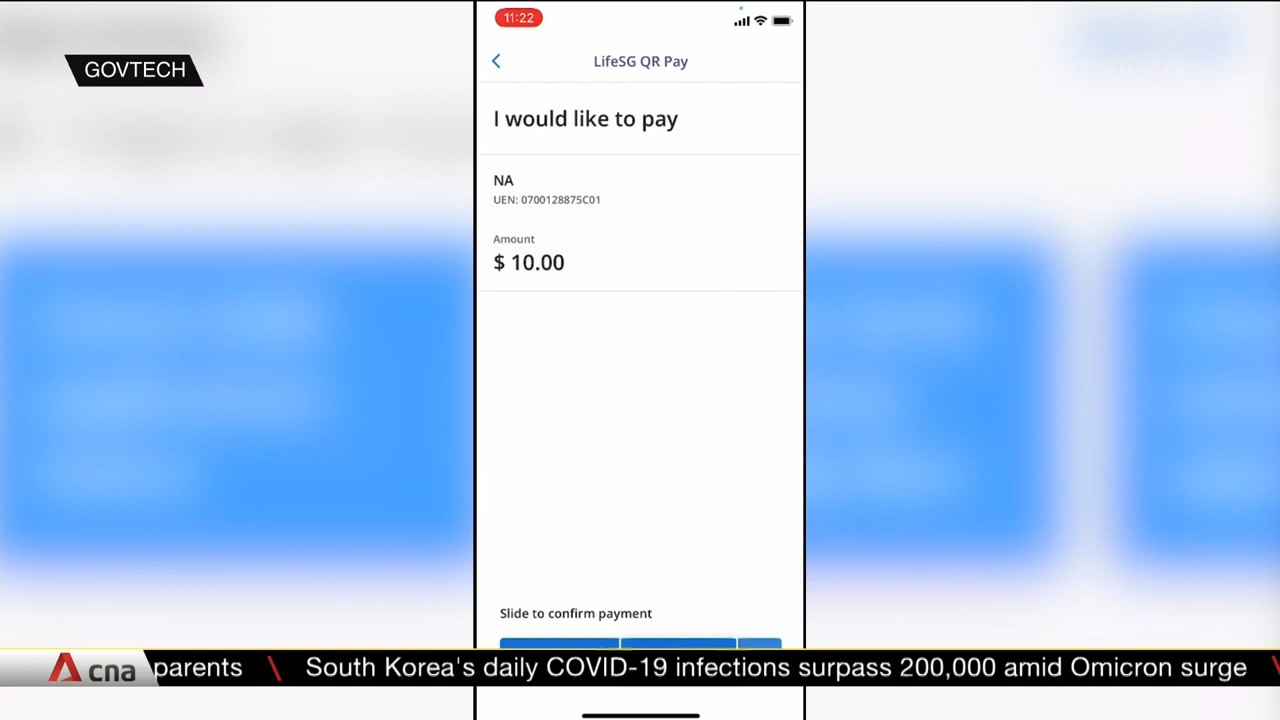 11:22
GOVTECH
LifeSG QR Pay
I would like to pay
NA
UEN: 0700128875C01
Amount
$ 10.00
Slide to confirm payment
cna
parents \ South Korea's daily COVID-19 infections surpass 200,000 amid Omicron surge \